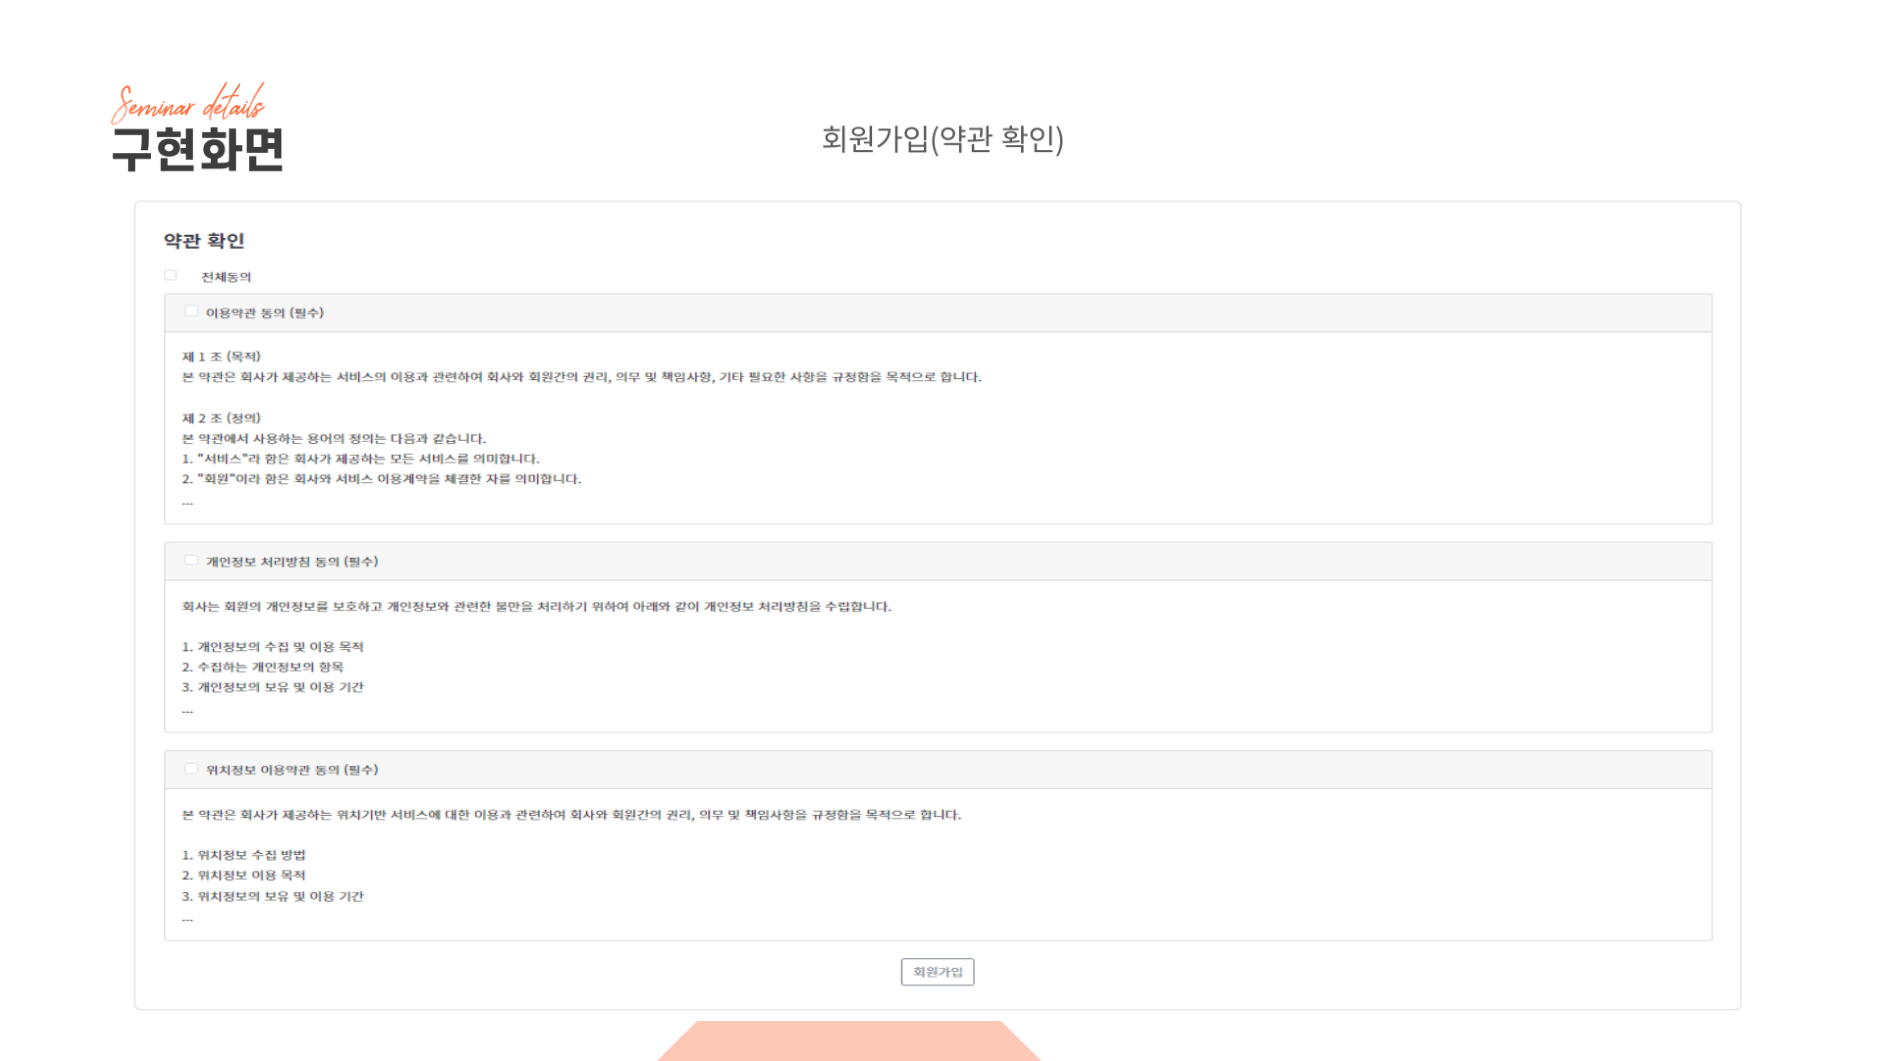 Seminar details
구현화면
회원가입(약관 확인)
약관 확인
전체동의
이용약관 동의 (필수)
제 1 조 (목적)
본 약관은 회사가 제공하는 서비스의 이용과 관련하여 회사와 회원간의 권리, 의무 및 책임사항, 기타 필요한 사항을 규정함을 목적으로 합니다.
제 2 조 (정의)
본 약관에서 사용하는 용어의 정의는 다음과 같습니다.
1. "서비스"라 함은 회사가 제공하는 모든 서비스를 의미합니다.
2. "회원"이라 함은 회사와 서비스 이용계약을 체결한 자를 의미합니다.
...
개인정보 처리방침 동의 (필수)
회사는 회원의 개인정보를 보호하고 개인정보와 관련한 불만을 처리하기 위하여 아래와 같이 개인정보 처리방침을 수립합니다.
1. 개인정보의 수집 및 이용 목적
2. 수집하는 개인정보의 항목
3. 개인정보의 보유 및 이용 기간
...
위치정보 이용약관 동의 (필수)
본 약관은 회사가 제공하는 위치기반 서비스에 대한 이용과 관련하여 회사와 회원간의 권리, 의무 및 책임사항을 규정함을 목적으로 합니다.
1. 위치정보 수집 방법
2. 위치정보 이용 목적
3. 위치정보의 보유 및 이용 기간
...
회원가입